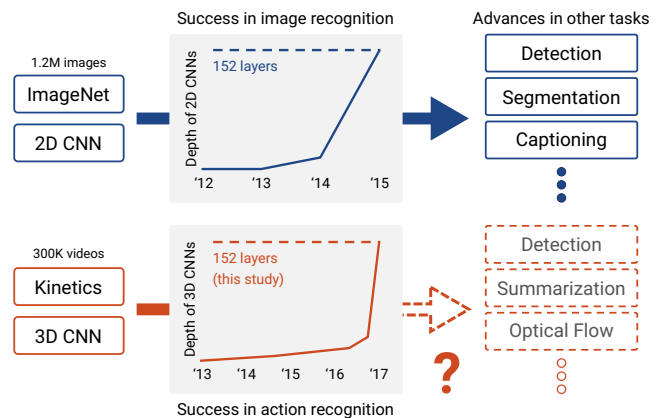 Success in image recognition
Advances in other tasks
1.2M images
ImageNet
2D CNN
Depth of 2D CNNs
152 layers
‘12 ‘13 ‘14 ‘15
Detection
Segmentation
Captioning
300K videos
Kinetics
3D CNN
Depth of 3D CNNs
152 layers
(this study)
‘13 ‘14 ‘15 ‘16 ‘17
Success in action recognition
?
Detection
Summarization
Optical Flow